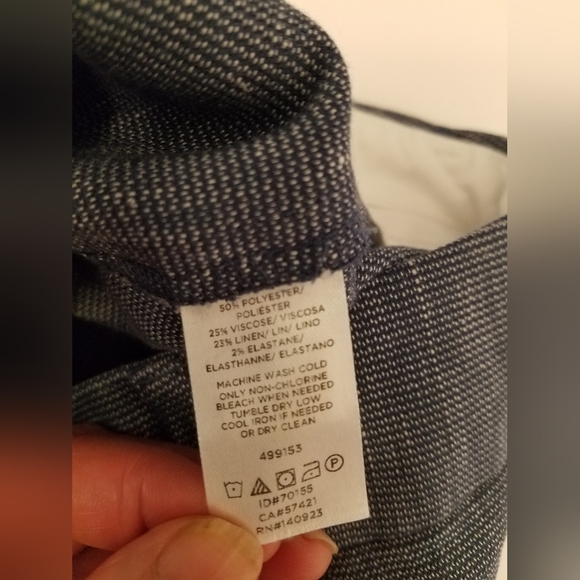 50% POLYESTER/
POLIÉSTER
25% VISCOSE/ VISCOSA
23% LINEN/ LIN/ LINO
2% ELASTANE/
ELASTHANNE/ ELASTANO
MACHINE WASH COLD
ONLY NON-CHLORINE
BLEACH WHEN NEEDED
TUMBLE DRY LOW
COOL IRON IF NEEDED
OR DRY CLEAN
499153
P
ID#70155
CA#57421
RN#140923